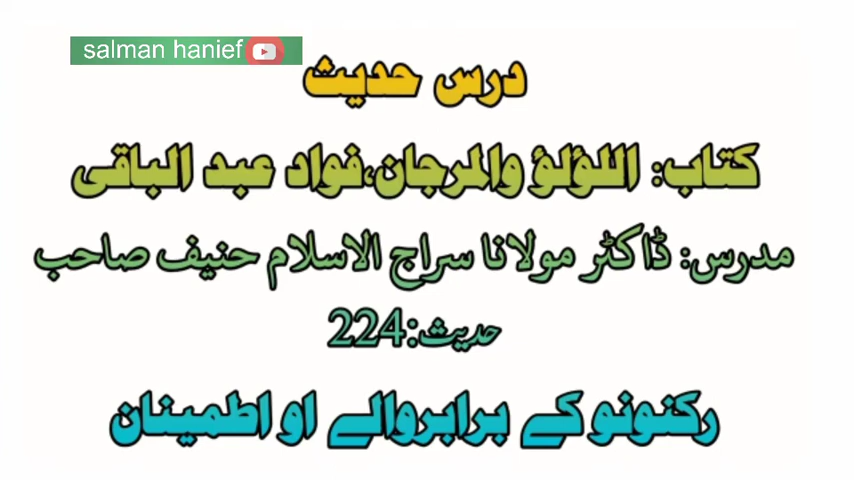 salman hanief
درس حدیث
کتاب: اللؤلؤ والمرجان،فواد عبد الباقی
مدرس: ڈاکٹر مولانا سراج الاسلام حنیف صاحب
حدیث:224
رکنونو کے برابروالے او اطمینان